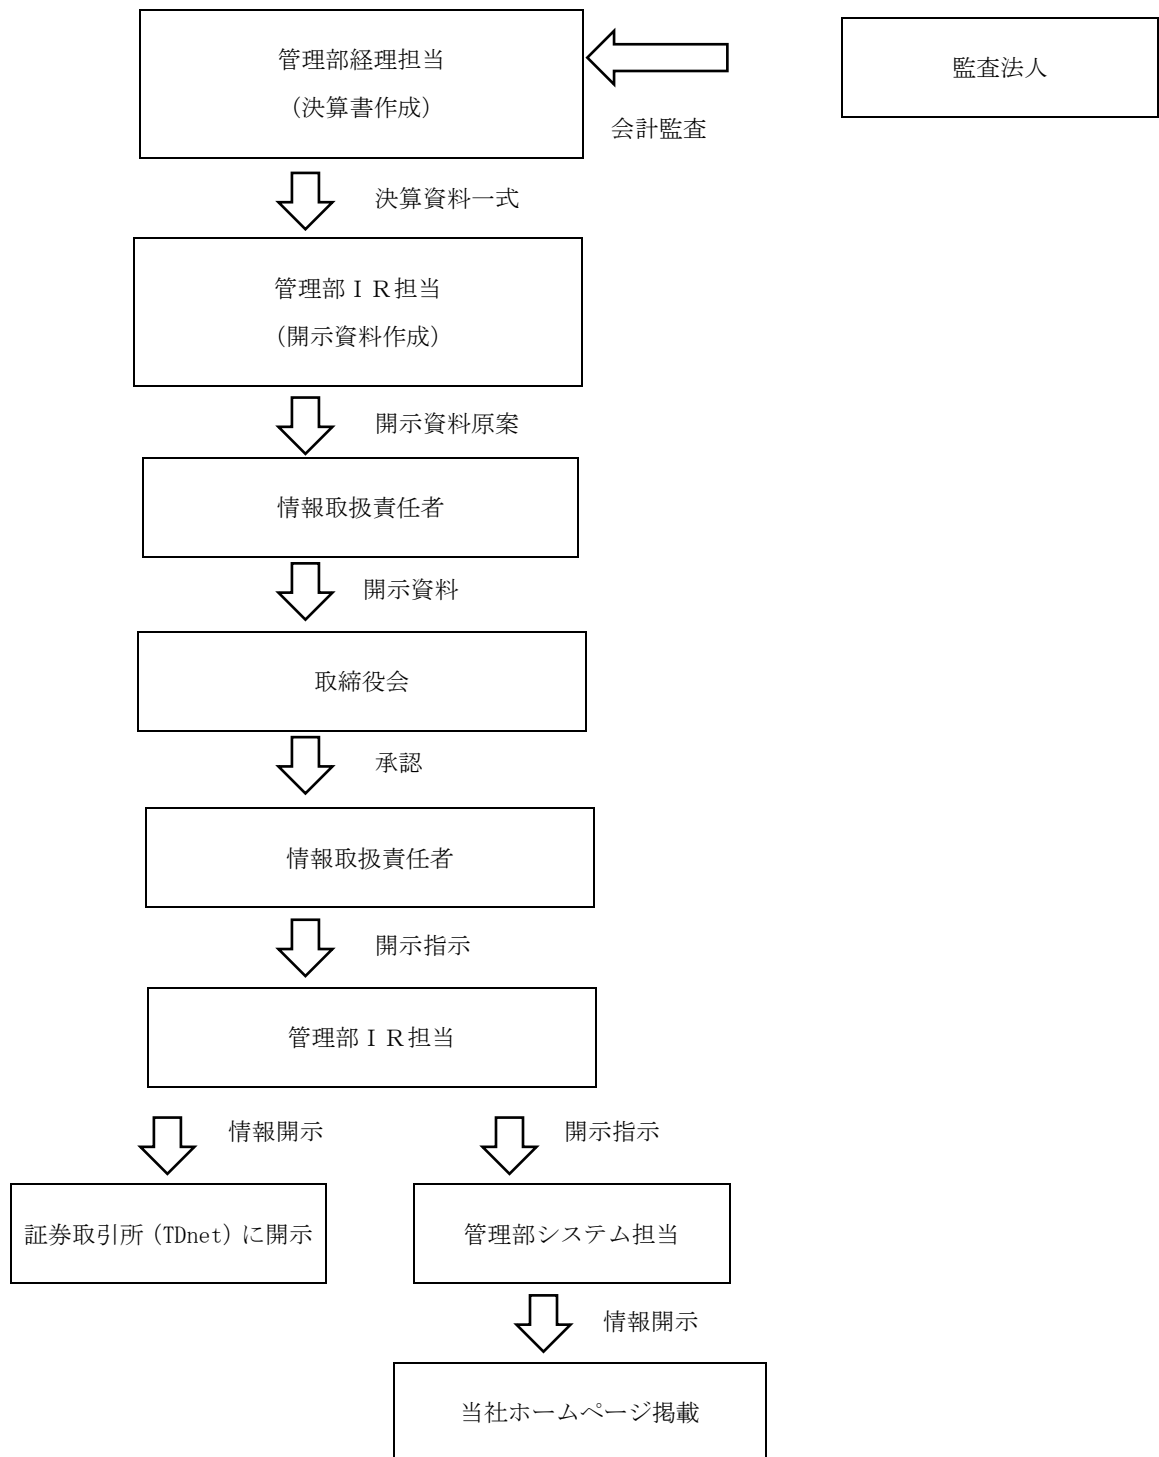 管理部経理担当
(決算書作成)
監査法人
会計監査
決算資料一式
管理部ＩＲ担当
(開示資料作成)
開示資料原案
情報取扱責任者
開示資料
取締役会
承認
情報取扱責任者
開示指示
管理部ＩＲ担当
情報開示
開示指示
証券取引所(TDnet)に開示
管理部システム担当
情報開示
当社ホームページ掲載